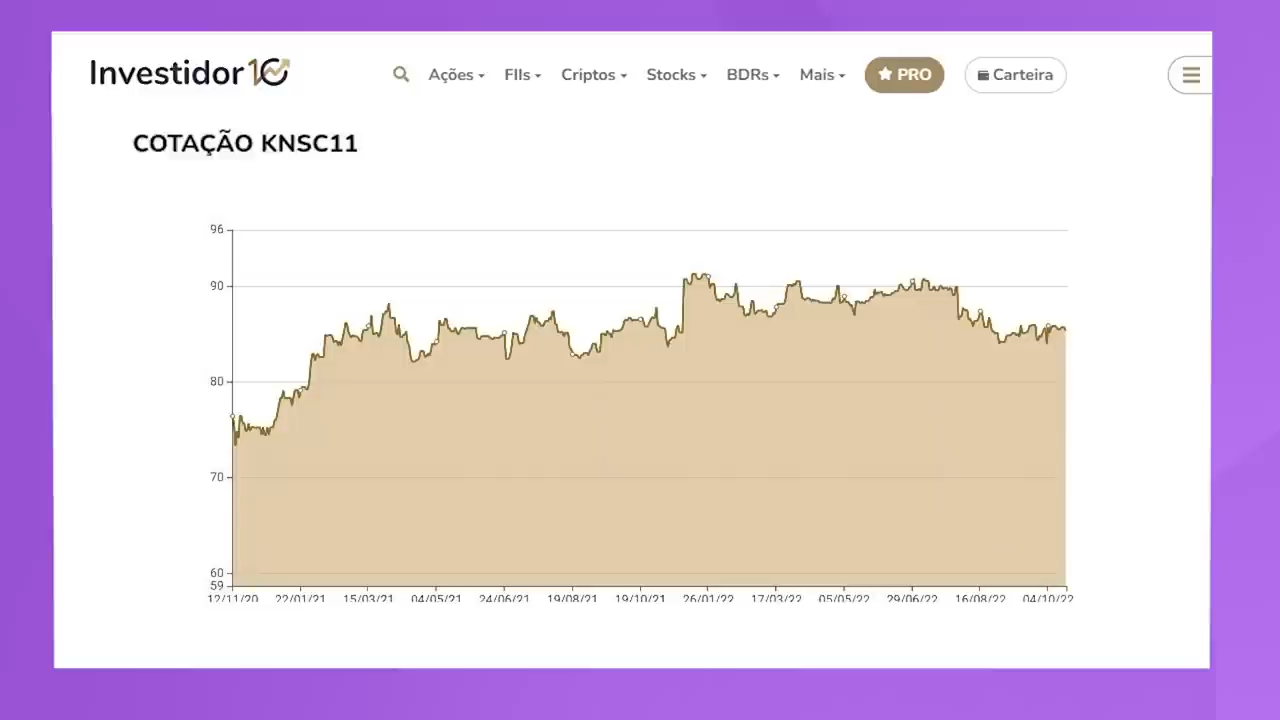 Investidor 10
Ações FIIs Criptos Stocks BDRs Mais PRO Carteira
COTAÇÃO KNSC11
96
90
80
70
60
59
12/11/20 22/01/21 15/03/21 04/05/21 24/06/21 19/08/21 19/10/21 26/01/22 17/03/22 05/05/22 29/06/22 16/08/22 04/10/22